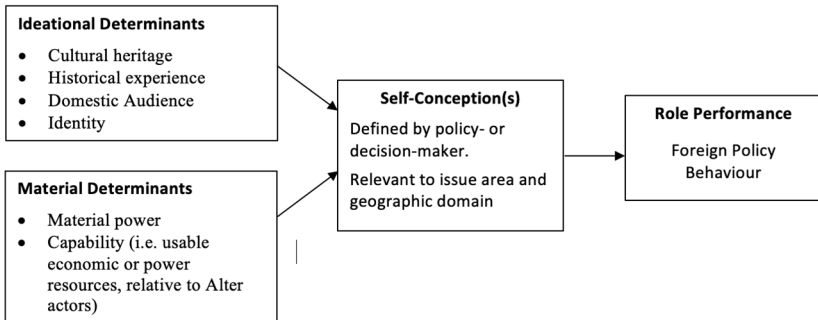 Ideational Determinants
• Cultural heritage
• Historical experience
• Domestic Audience
• Identity
Material Determinants
• Material power
• Capability (i.e. usable
economic or power
resources, relative to Alter
actors)
Self-Conception(s)
Defined by policy- or
decision-maker.
Relevant to issue area and
geographic domain
Role Performance
Foreign Policy
Behaviour